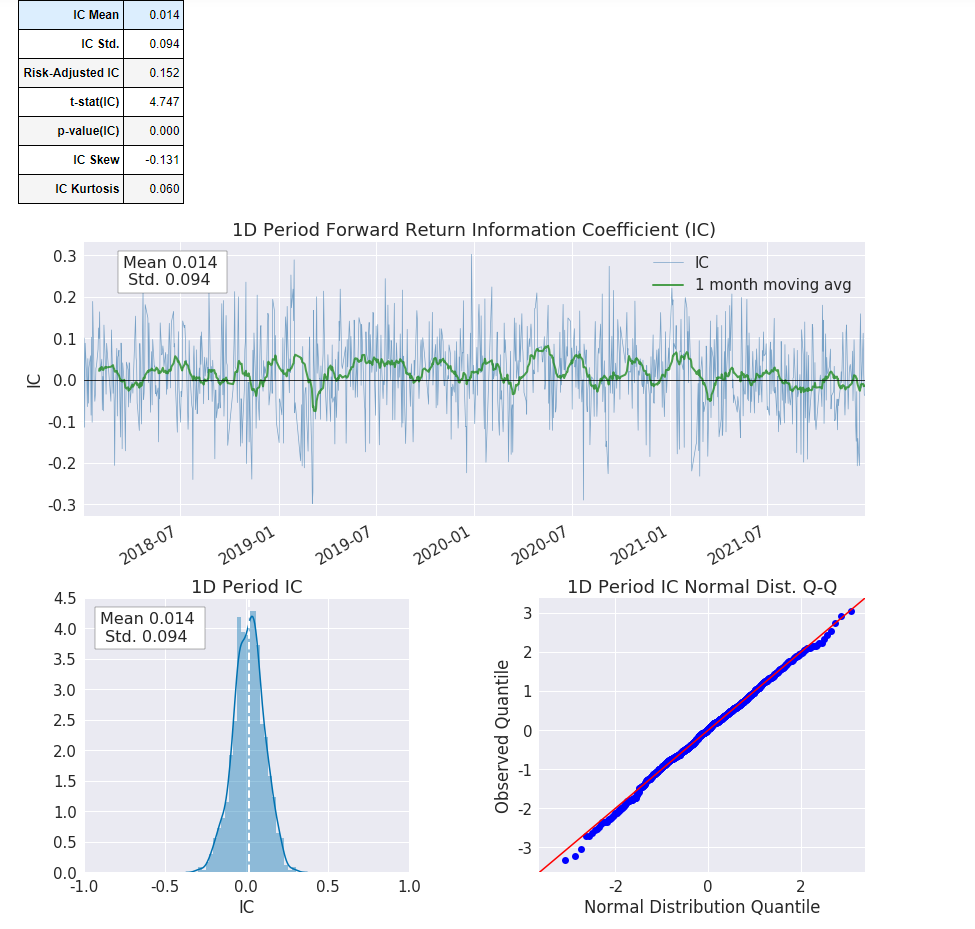 IC Mean 0.014
IC Std. 0.094
Risk-Adjusted IC 0.152
t-stat(IC) 4.747
p-value(IC) 0.000
IC Skew -0.131
IC Kurtosis 0.060
1D Period Forward Return Information Coefficient (IC)
Mean 0.014
Std. 0.094
IC
1 month moving avg
IC
0.3
0.2
0.1
0.0
-0.1
-0.2
-0.3
2018-07
2019-01
2019-07
2020-01
2020-07
2021-01
2021-07
1D Period IC
Mean 0.014
Std. 0.094
4.5
4.0
3.5
3.0
2.5
2.0
1.5
1.0
0.5
0.0
-1.0 -0.5 0.0 0.5 1.0
IC
1D Period IC Normal Dist. Q-Q
Observed Quantile
3
2
1
0
-1
-2
-3
-2 0 2
Normal Distribution Quantile